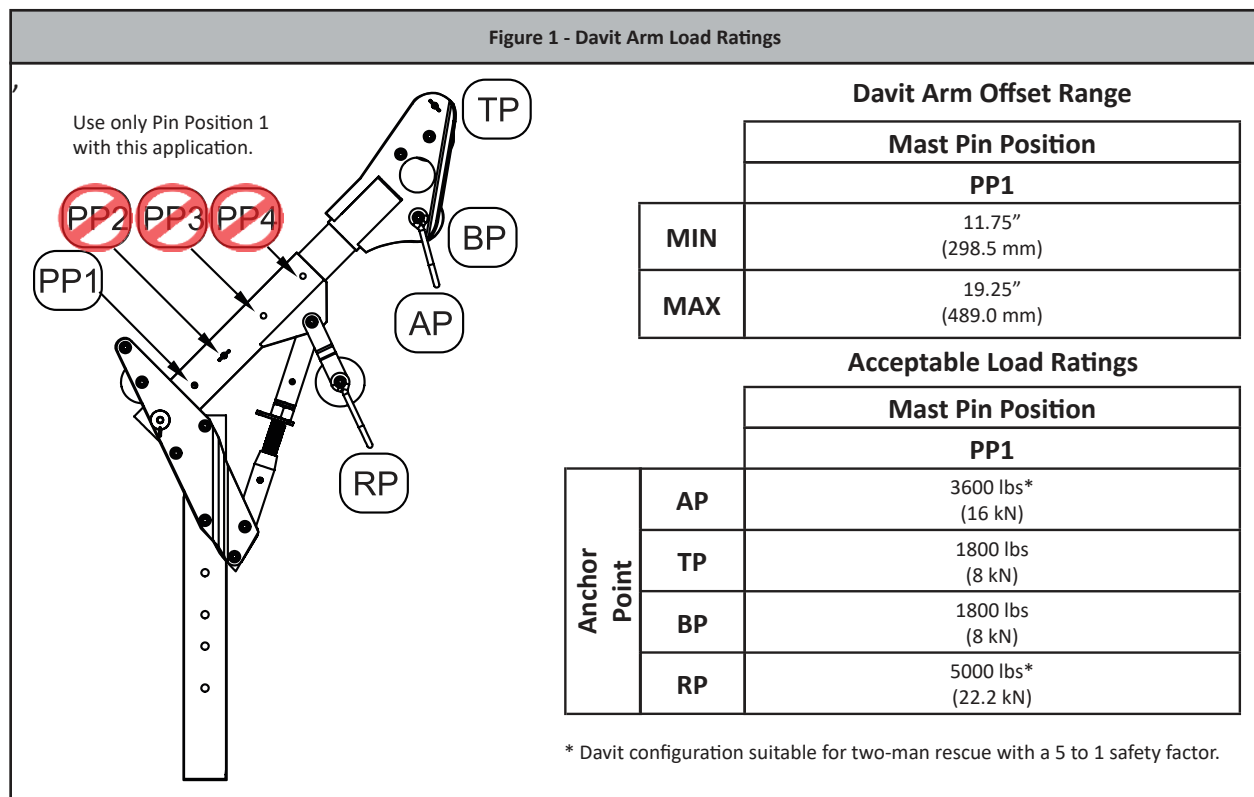 Figure 1 - Davit Arm Load Ratings
,
Use only Pin Position 1
with this application.
TP
PP2 PP3 PP4
BP
PP1
AP
RP
Davit Arm Offset Range
Mast Pin Position
PP1
MIN 11.75”
(298.5 mm)
MAX 19.25”
(489.0 mm)
Acceptable Load Ratings
Mast Pin Position
PP1
Anchor
Point
AP 3600 lbs*
(16 kN)
TP 1800 lbs
(8 kN)
BP 1800 lbs
(8 kN)
RP 5000 lbs*
(22.2 kN)
* Davit configuration suitable for two-man rescue with a 5 to 1 safety factor.